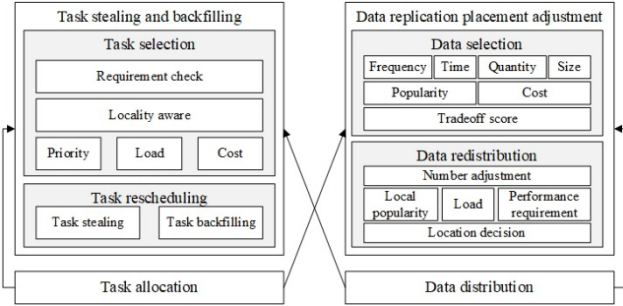 Task stealing and backfilling
Task selection
Requirement check
Locality aware
Priority Load Cost
Task rescheduling
Task stealing Task backfilling
Task allocation
Data replication placement adjustment
Data selection
Frequency Time Quantity Size
Popularity Cost
Tradeoff score
Data redistribution
Number adjustment
Local popularity
Load
Performance requirement
Location decision
Data distribution